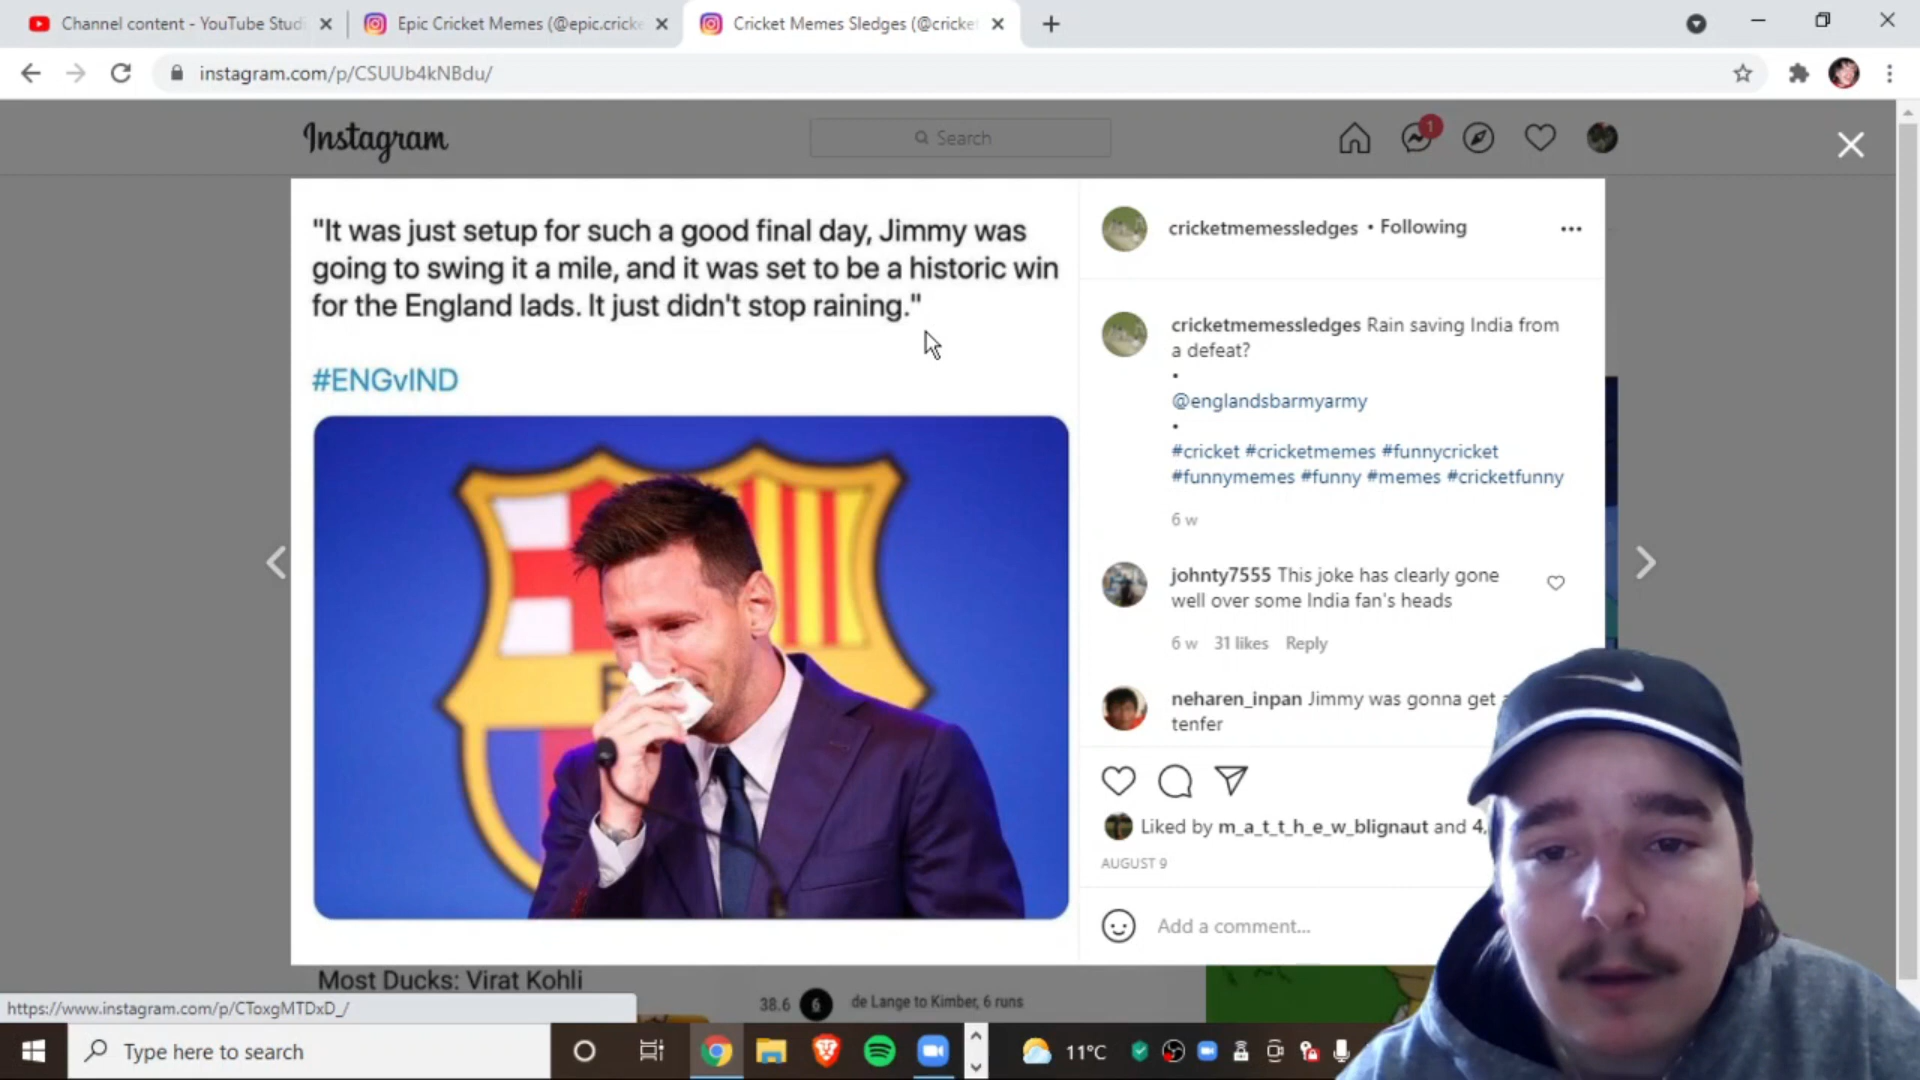 Channel content - YouTube Studi
Epic Cricket Memes (@epic.cricke
Cricket Memes Sledges (@cricket
instagram.com/p/CSUUb4kNBdu/
Instagram
Search
1
"It was just setup for such a good final day, Jimmy was
going to swing it a mile, and it was set to be a historic win
for the England lads. It just didn't stop raining."
#ENGvIND
F
cricketmemessledges • Following
cricketmemessledges Rain saving India from
a defeat?
•
@englandsbarmyarmy
•
#cricket #cricketmemes #funnycricket
#funnymemes #funny #memes #cricketfunny
6 w
johnty7555 This joke has clearly gone
well over some India fan's heads
6 w 31 likes Reply
neharen_inpan Jimmy was gonna get a
tenfer
Liked by m_a_t_t_h_e_w_blignaut and 4,
AUGUST 9
Add a comment...
Most Ducks: Virat Kohli
38.6 6 de Lange to Kimber, 6 runs
https://www.instagram.com/p/CToxgMTDxD_/
Type here to search
11°C